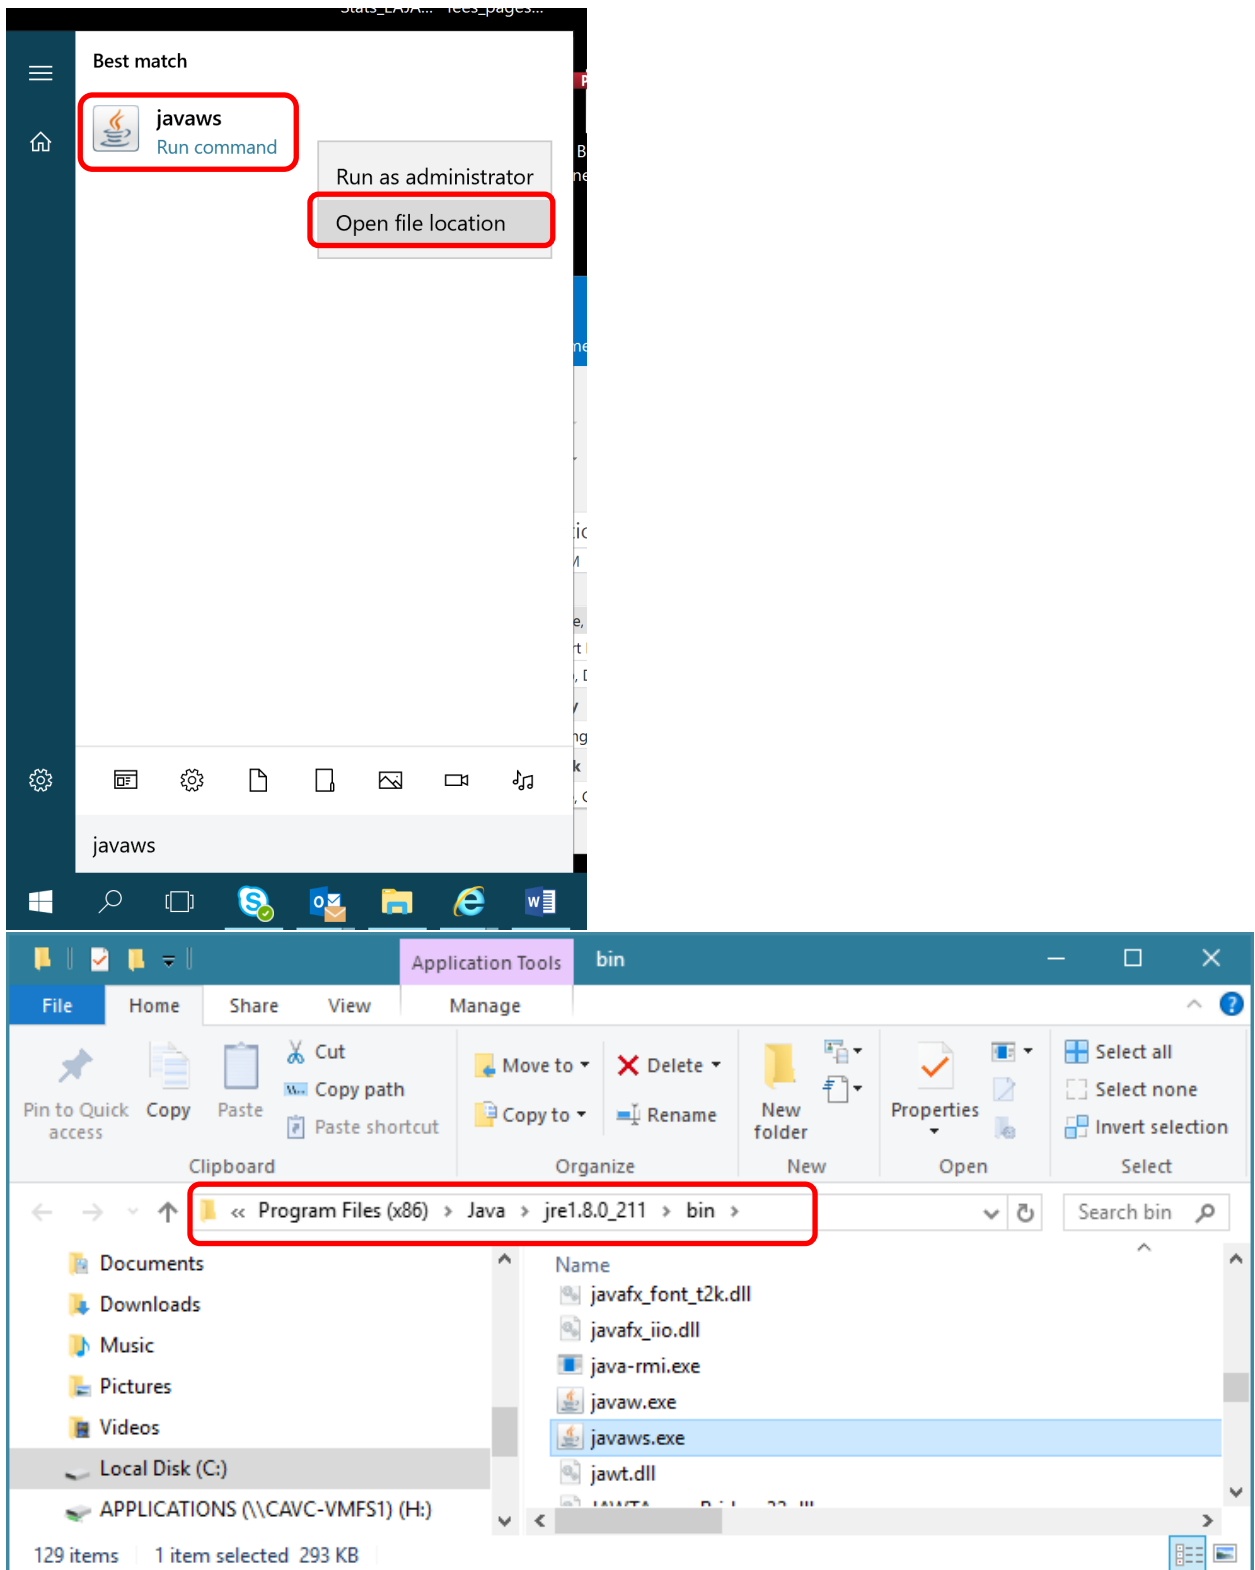 Best match
javaws
Run command
Run as administrator
Open file location
javaws
Application Tools
bin
File
Home
Share
View
Manage
Pin to Quick access
Copy
Paste
Cut
Copy path
Paste shortcut
Clipboard
Move to
Copy to
Delete
Rename
Organize
New folder
New
Properties
Open
Select all
Select none
Invert selection
Select
« Program Files (x86) > Java > jre1.8.0_211 > bin >
Search bin
Documents
Downloads
Music
Pictures
Videos
Local Disk (C:)
APPLICATIONS (\\CAVC-VMFS1) (H:)
Name
javafx_font_t2k.dll
javafx_iio.dll
java-rmi.exe
javaw.exe
javaws.exe
jawt.dll
129 items
1 item selected 293 KB